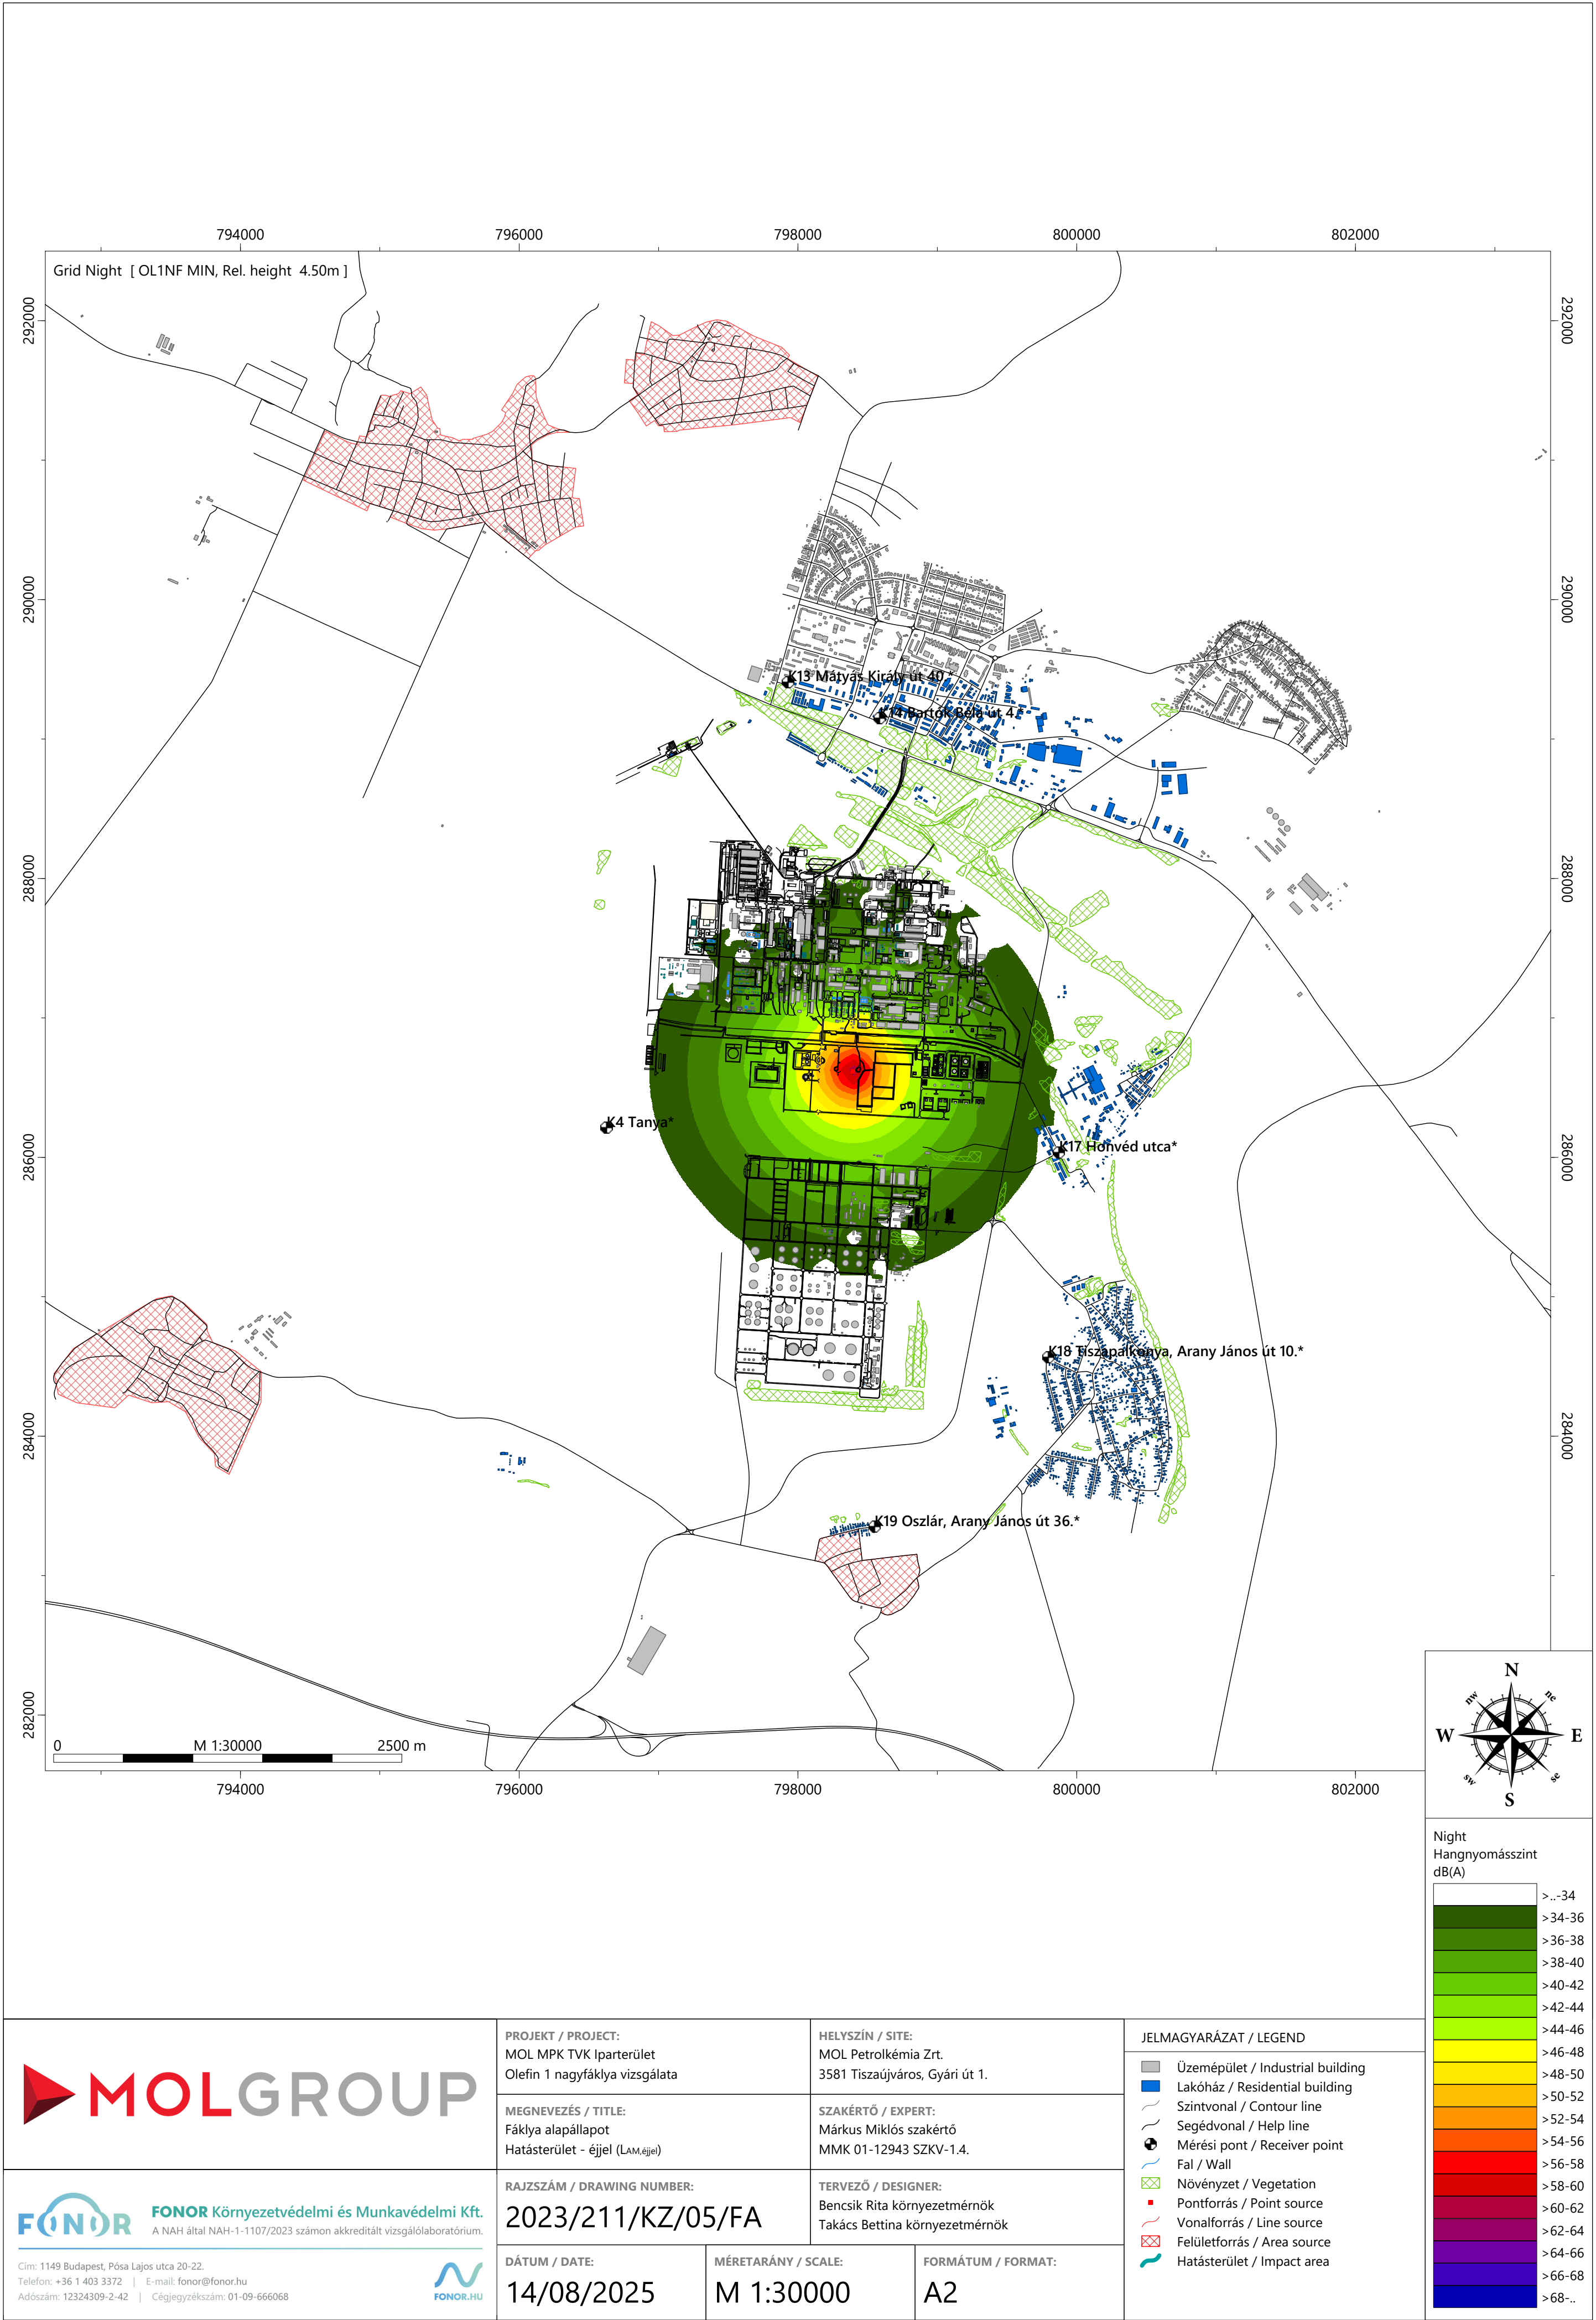 794000
796000
798000
800000
802000
Grid Night [ OL1NF MIN, Rel. height 4.50m ]
292000
292000
290000
290000
K13 Mátyás Király út 40.*
K14 Bartók Béla út 4.*
288000
288000
K4 Tanya*
K17 Honvéd utca*
286000
286000
K18 Tiszapalkonya, Arany János út 10.*
284000
284000
K19 Oszlár, Arany János út 36.*
282000
0 M 1:30000 2500 m
794000
796000
798000
800000
802000
N
ne
E
se
S
sw
W
nw
Night
Hangnyomásszint
dB(A)
>..-34
>34-36
>36-38
>38-40
>40-42
>42-44
>44-46
>46-48
>48-50
>50-52
>52-54
>54-56
>56-58
>58-60
>60-62
>62-64
>64-66
>66-68
>68-..
MOLGROUP
PROJEKT / PROJECT:
MOL MPK TVK Iparterület
Olefin 1 nagyfáklya vizsgálata
HELYSZÍN / SITE:
MOL Petrolkémia Zrt.
3581 Tiszaújváros, Gyári út 1.
MEGNEVEZÉS / TITLE:
Fáklya alapállapot
Hatásterület - éjjel (LAM,éjjel)
SZAKÉRTŐ / EXPERT:
Márkus Miklós szakértő
MMK 01-12943 SZKV-1.4.
RAJZSZÁM / DRAWING NUMBER:
2023/211/KZ/05/FA
TERVEZŐ / DESIGNER:
Bencsik Rita környezetmérnök
Takács Bettina környezetmérnök
DÁTUM / DATE:
14/08/2025
MÉRETARÁNY / SCALE:
M 1:30000
FORMÁTUM / FORMAT:
A2
JELMAGYARÁZAT / LEGEND
Üzemépület / Industrial building
Lakóház / Residential building
Szintvonal / Contour line
Segédvonal / Help line
Mérési pont / Receiver point
Fal / Wall
Növényzet / Vegetation
Pontforrás / Point source
Vonalforrás / Line source
Felületforrás / Area source
Hatásterület / Impact area
FONOR
FONOR Környezetvédelmi és Munkavédelmi Kft.
A NAH által NAH-1-1107/2023 számon akkreditált vizsgálólaboratórium.
Cím: 1149 Budapest, Pósa Lajos utca 20-22.
Telefon: +36 1 403 3372 | E-mail: fonor@fonor.hu
Adószám: 12324309-2-42 | Cégjegyzékszám: 01-09-666068
FONOR.HU